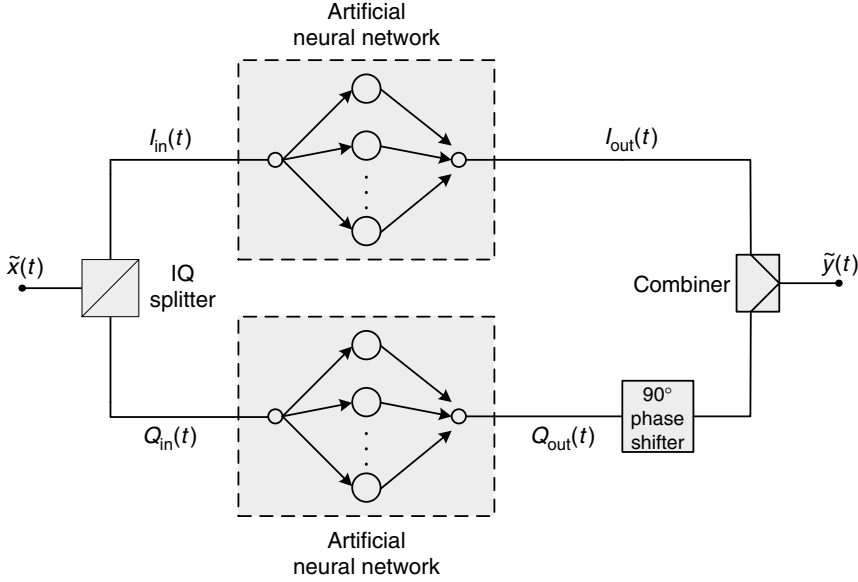 Artificial
neural network
I_in(t)
I_out(t)
x̃(t)
IQ
splitter
Combiner
ỹ(t)
Q_in(t)
Q_out(t)
90°
phase
shifter
Artificial
neural network